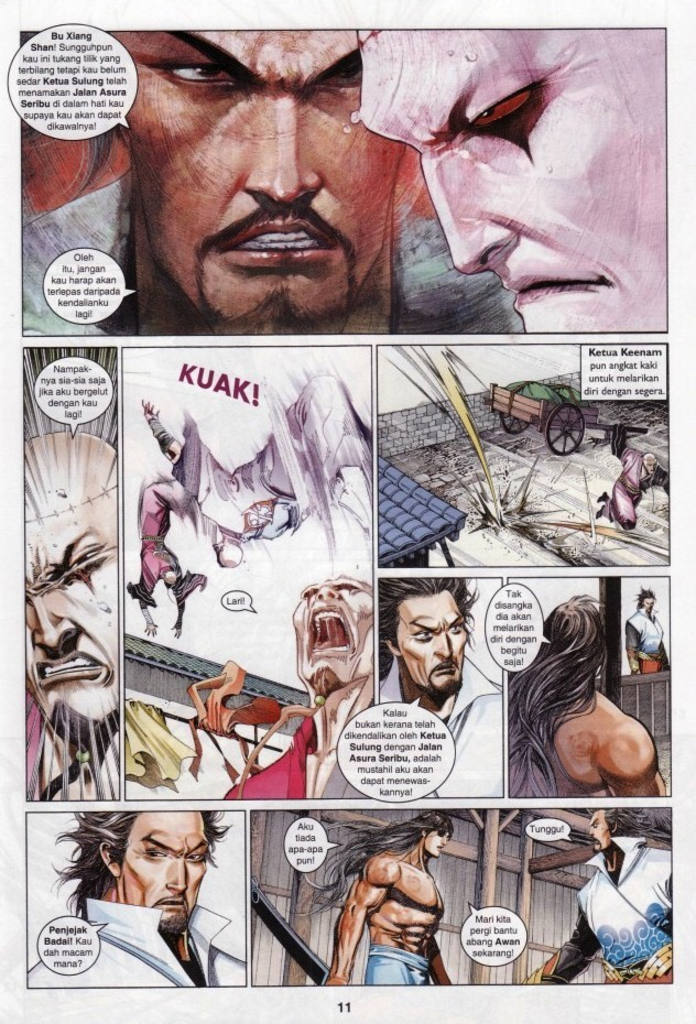 Bu Xiang
Shan! Sungguhpun
kau ini tukang tilik yang
terbilang tetapi kau belum
sedar Ketua Sulung telah
menamakan Jalan Asura
Seribu di dalam hati kau
supaya kau akan dapat
dikawalnya!
Oleh
itu, jangan
kau harap akan
terlepas daripada
kendalianku
lagi!
Nampak-
nya sia-sia saja
jika aku bergelut
dengan kau
lagi!
KUAK!
Lari!
Ketua Keenam
pun angkat kaki
untuk melarikan
diri dengan segera.
Kalau
bukan kerana telah
dikendalikan oleh Ketua
Sulung dengan Jalan
Asura Seribu, adalah
mustahil aku akan
dapat menewas-
kannya!
Tak
disangka
dia akan
melarikan
diri dengan
begitu
saja!
Penjejak
Badai! Kau
dah macam
mana?
Aku
tiada
apa-apa
pun!
Mari kita
pergi bantu
abang Awan
sekarang!
Tunggu!
11